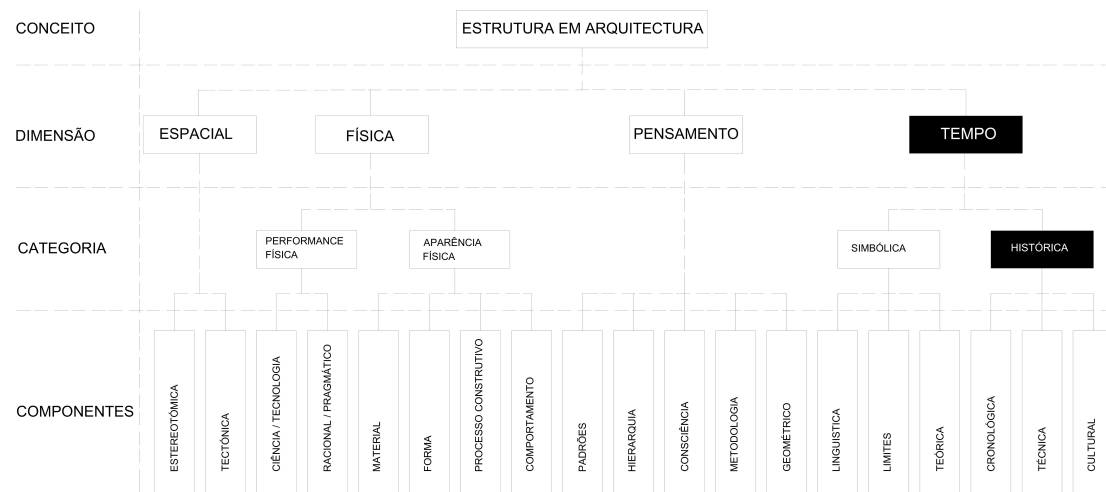 CONCEITO
ESTRUTURA EM ARQUITECTURA
DIMENSÃO
ESPACIAL
FÍSICA
PENSAMENTO
TEMPO
CATEGORIA
PERFORMANCE
FÍSICA
APARÊNCIA
FÍSICA
SIMBÓLICA
HISTÓRICA
COMPONENTES
ESTEREOTÓMICA
TECTÓNICA
CIÊNCIA / TECNOLOGIA
RACIONAL / PRAGMÁTICO
MATERIAL
FORMA
PROCESSO CONSTRUTIVO
COMPORTAMENTO
PADRÕES
HIERARQUIA
CONSCIÊNCIA
METODOLOGIA
GEOMÉTRICO
LINGUISTICA
LIMITES
TEÓRICA
CRONOLÓGICA
TÉCNICA
CULTURAL